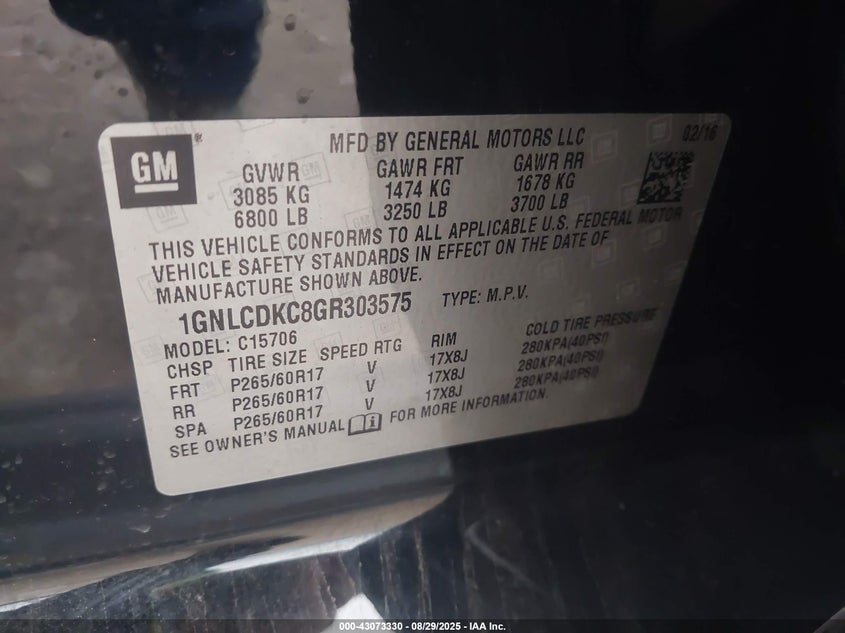 MFD BY GENERAL MOTORS LLC 02/16
GM
GVWR GAWR FRT GAWR RR
3085 KG 1474 KG 1678 KG
6800 LB 3250 LB 3700 LB
THIS VEHICLE CONFORMS TO ALL APPLICABLE U.S. FEDERAL MOTOR
VEHICLE SAFETY STANDARDS IN EFFECT ON THE DATE OF
MANUFACTURE SHOWN ABOVE.
1GNLCDKC8GR303575 TYPE: M.P.V.
MODEL: C15706
CHSP TIRE SIZE SPEED RTG RIM COLD TIRE PRESSURE
FRT P265/60R17 V 17X8J 280KPA(40PSI)
RR P265/60R17 V 17X8J 280KPA(40PSI)
SPA P265/60R17 V 17X8J 280KPA(40PSI)
SEE OWNER'S MANUAL FOR MORE INFORMATION.
000-43073330 - 08/29/2025 - IAA Inc.